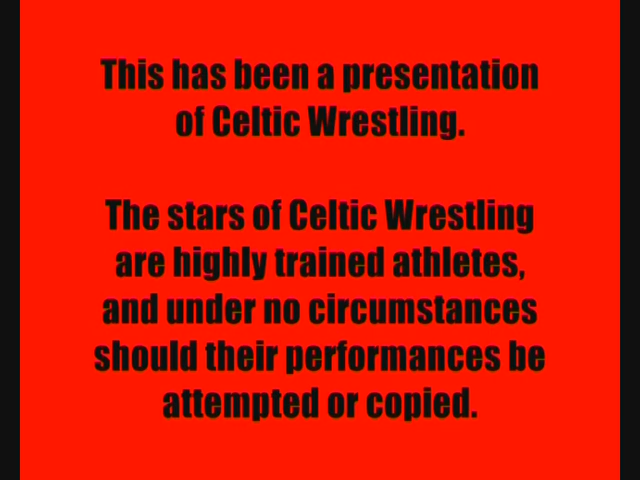 This has been a presentation
of Celtic Wrestling.
The stars of Celtic Wrestling
are highly trained athletes,
and under no circumstances
should their performances be
attempted or copied.